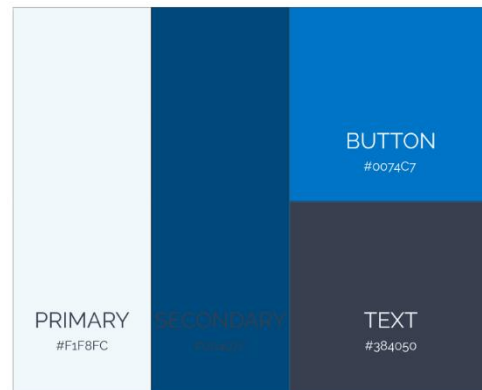 PRIMARY
#F1F8FC
SECONDARY
BUTTON
#0074C7
TEXT
#384050